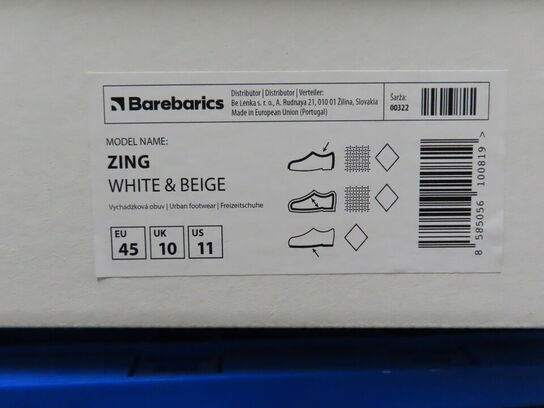 Barebarics
Distribútor | Distributor | Verteiler:
Be Lenka s. r. o., A. Rudnaya 21, 010 01 Žilina, Slovakia
Made in European Union (Portugal)
Šarža:
00322
MODEL NAME:
ZING
WHITE & BEIGE
Vychádzková obuv | Urban footwear | Freizeitschuhe
EU UK US
45 10 11
8 585056 100819 >